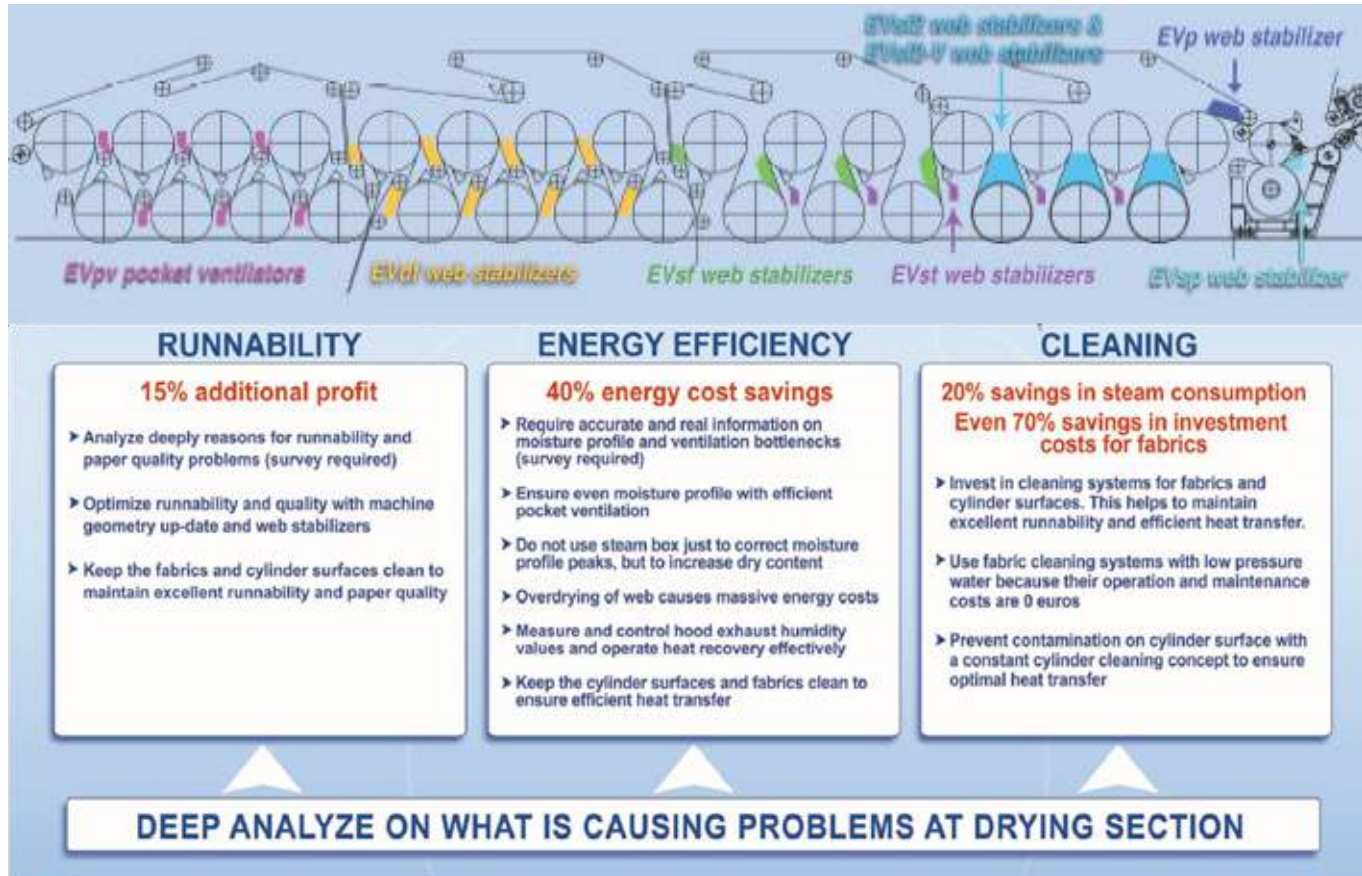 EVsl2 web stabilizers &
EVsl2-V web stabilizers
EVp web stabilizer
EVpv pocket ventilators
EVdf web stabilizers
EVsf web stabilizers
EVst web stabilizers
EVsp web stabilizer
RUNNABILITY
15% additional profit
➤ Analyze deeply reasons for runnability and
paper quality problems (survey required)
➤ Optimize runnability and quality with machine
geometry up-date and web stabilizers
➤ Keep the fabrics and cylinder surfaces clean to
maintain excellent runnability and paper quality
ENERGY EFFICIENCY
40% energy cost savings
➤ Require accurate and real information on
moisture profile and ventilation bottlenecks
(survey required)
➤ Ensure even moisture profile with efficient
pocket ventilation
➤ Do not use steam box just to correct moisture
profile peaks, but to increase dry content
➤ Overdrying of web causes massive energy costs
➤ Measure and control hood exhaust humidity
values and operate heat recovery effectively
➤ Keep the cylinder surfaces and fabrics clean to
ensure efficient heat transfer
CLEANING
20% savings in steam consumption
Even 70% savings in investment
costs for fabrics
➤ Invest in cleaning systems for fabrics and
cylinder surfaces. This helps to maintain
excellent runnability and efficient heat transfer.
➤ Use fabric cleaning systems with low pressure
water because their operation and maintenance
costs are 0 euros
➤ Prevent contamination on cylinder surface with
a constant cylinder cleaning concept to ensure
optimal heat transfer
DEEP ANALYZE ON WHAT IS CAUSING PROBLEMS AT DRYING SECTION